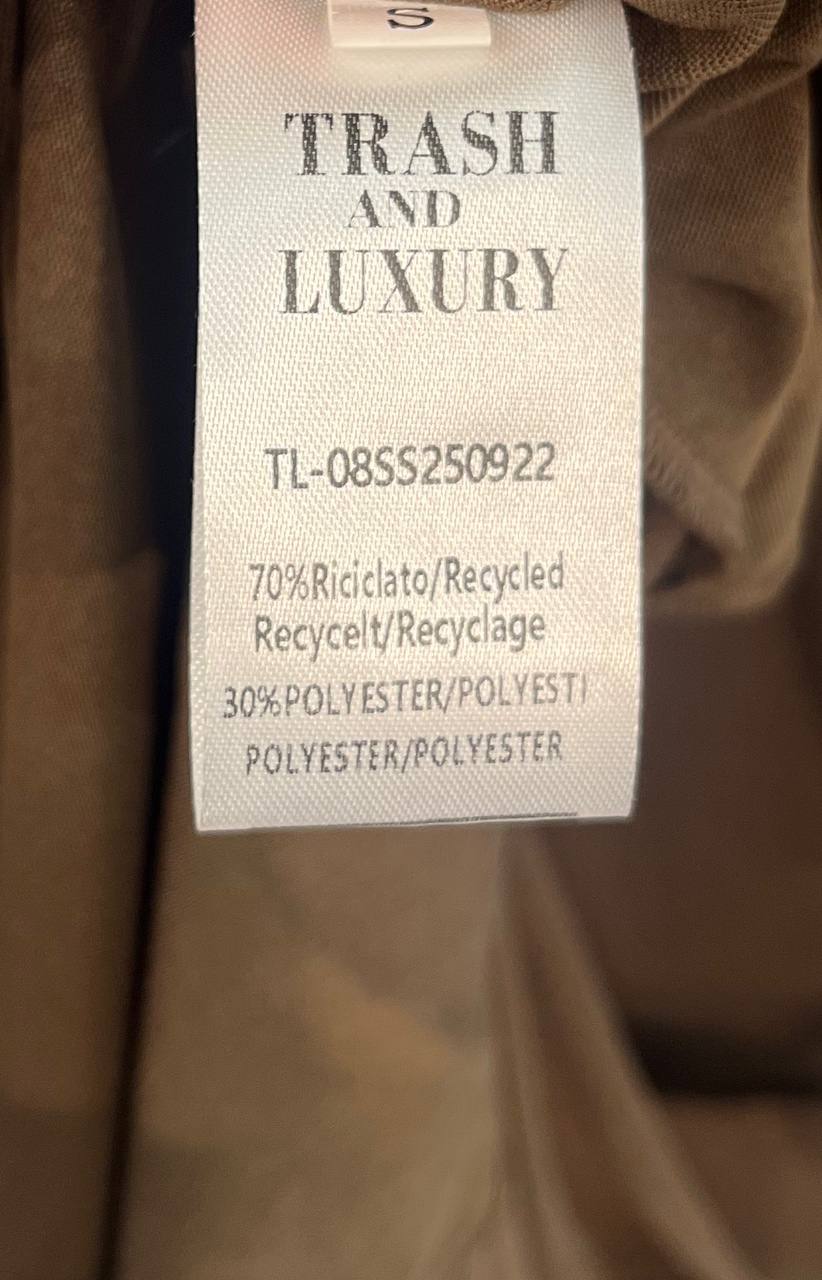 S
TRASH
AND
LUXURY
TL-08SS250922
70%Riciclato/Recycled
Recycelt/Recyclage
30%POLYESTER/POLYESTI
POLYESTER/POLYESTER